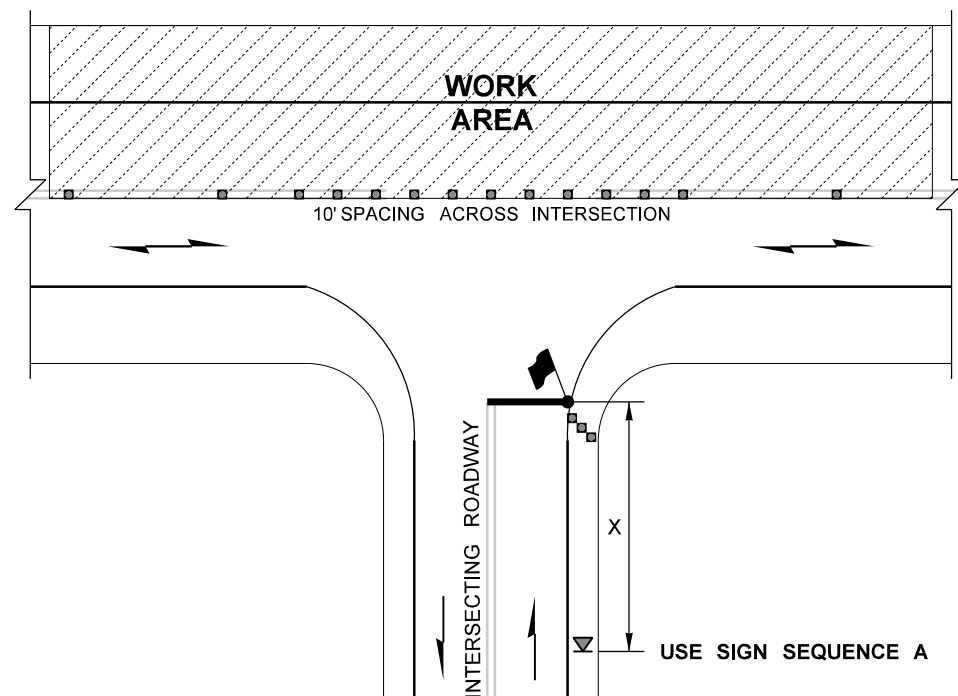 WORK
AREA
10' SPACING ACROSS INTERSECTION
INTERSECTING ROADWAY
X
USE SIGN SEQUENCE A